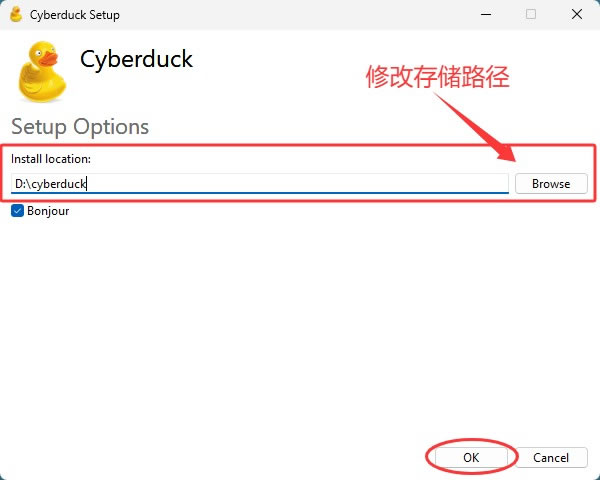 Cyberduck Setup
Cyberduck
修改存储路径
Setup Options
Install location:
D:\cyberduck
Browse
Bonjour
OK
Cancel